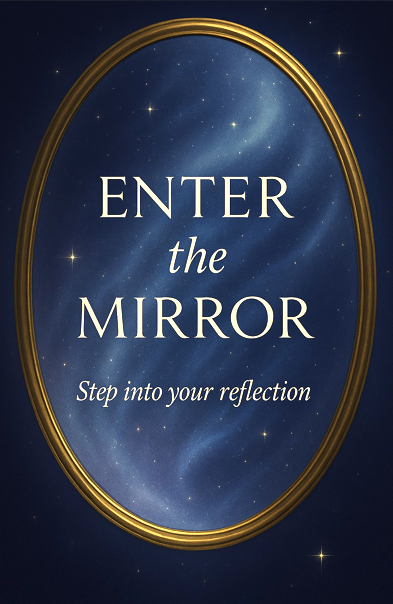 ENTER
the
MIRROR
Step into your reflection